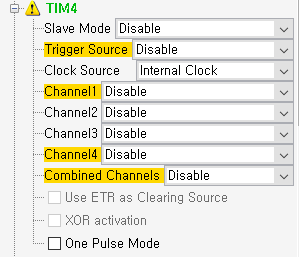 TIM4
Slave Mode Disable
Trigger Source Disable
Clock Source Internal Clock
Channel1 Disable
Channel2 Disable
Channel3 Disable
Channel4 Disable
Combined Channels Disable
Use ETR as Clearing Source
XOR activation
One Pulse Mode